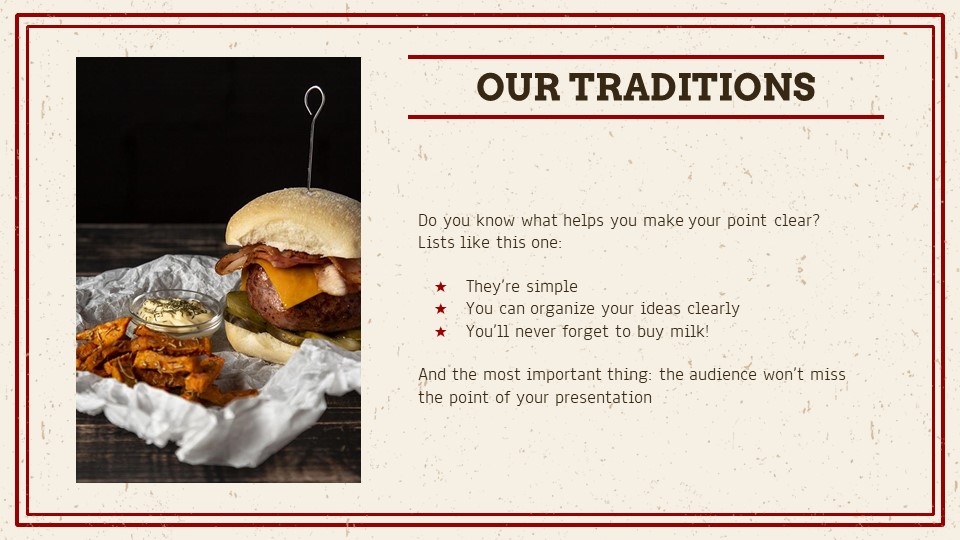 OUR TRADITIONS
Do you know what helps you make your point clear?
Lists like this one:
★ They’re simple
★ You can organize your ideas clearly
★ You’ll never forget to buy milk!
And the most important thing: the audience won’t miss
the point of your presentation